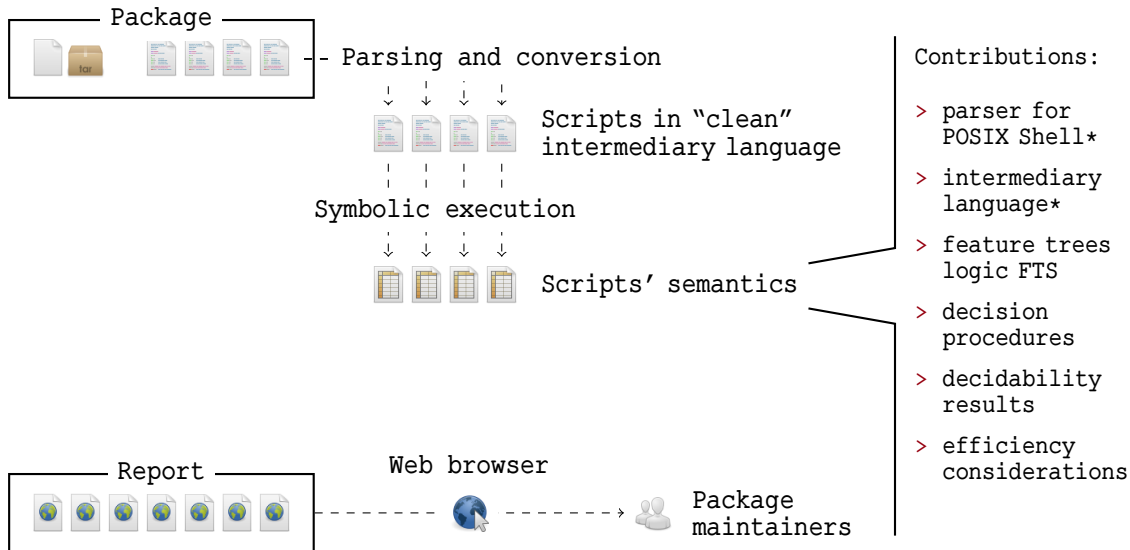 Package
tar
Parsing and conversion
Scripts in “clean”
intermediary language
Symbolic execution
Scripts’ semantics
Report
Web browser
Package
maintainers
Contributions:
> parser for
POSIX Shell*
> intermediary
language*
> feature trees
logic FTS
> decision
procedures
> decidability
results
> efficiency
considerations